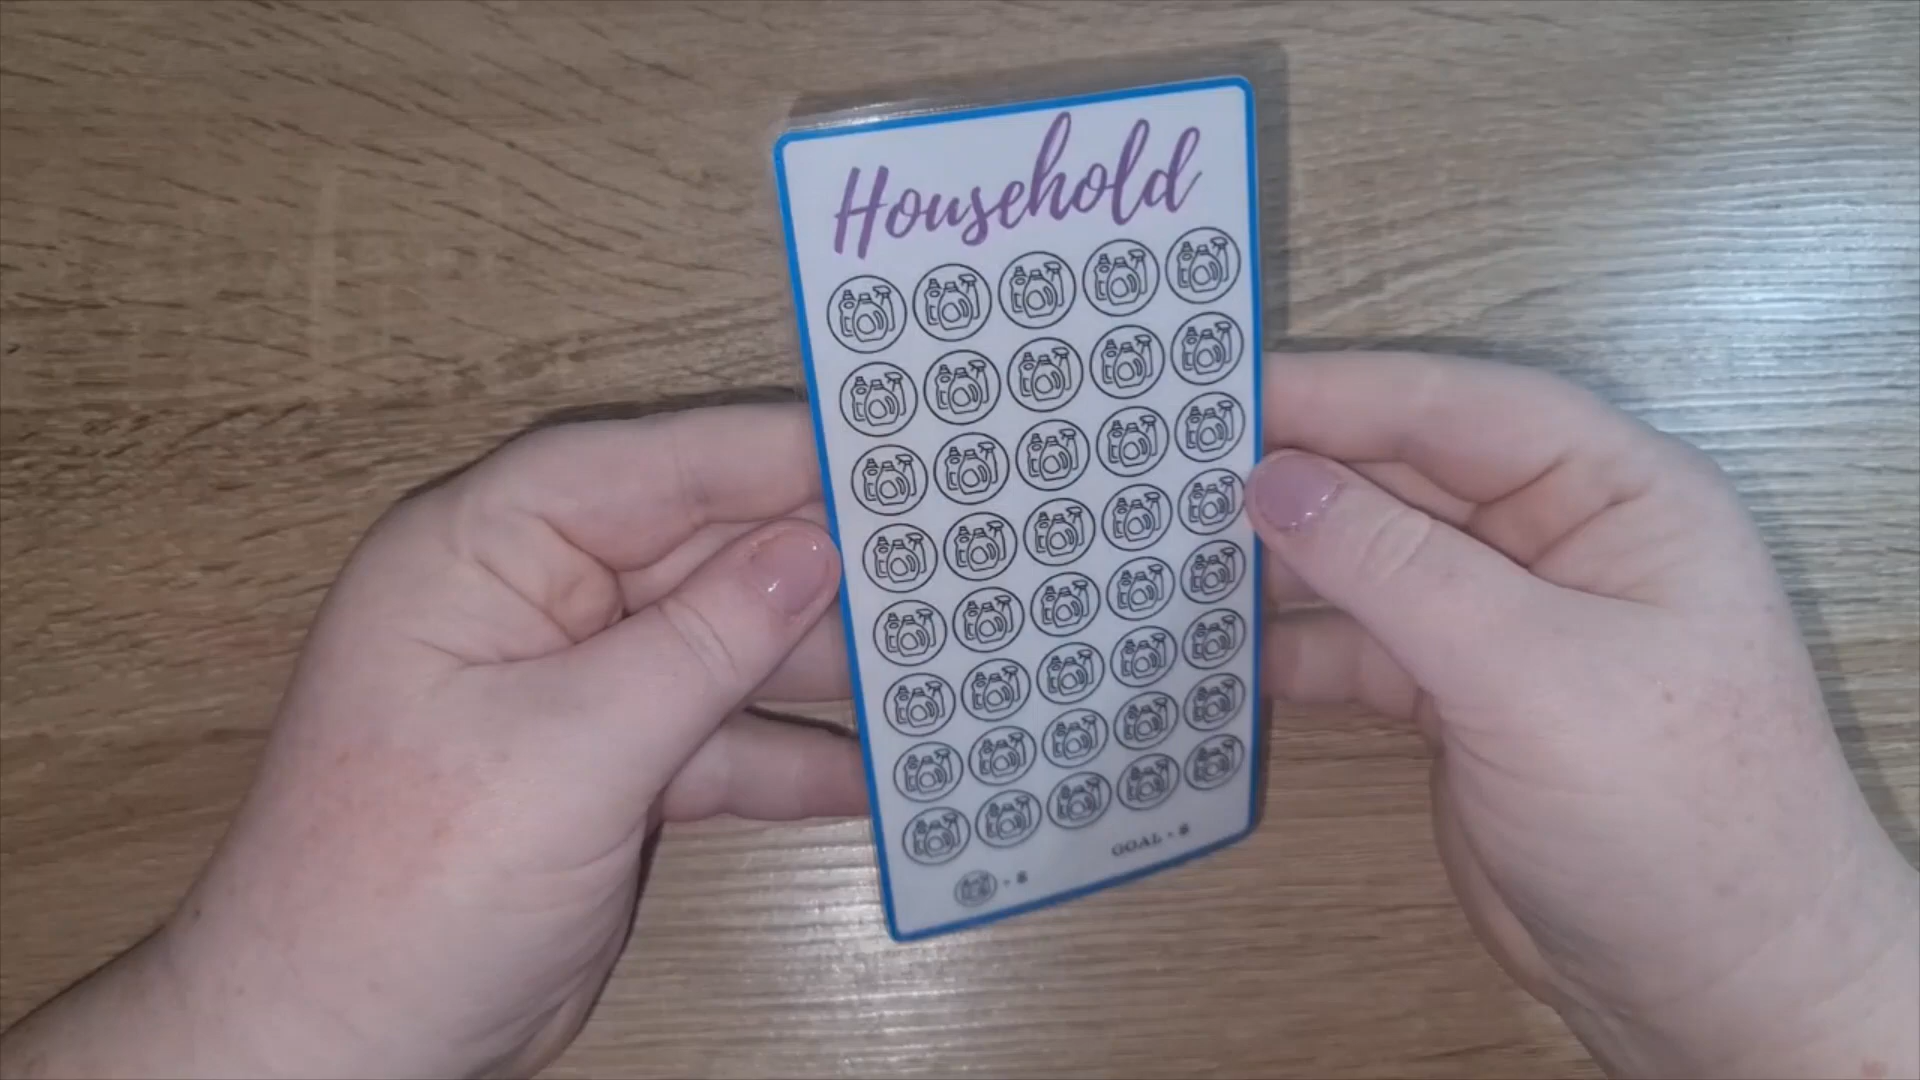 Household
GOAL = $
= $